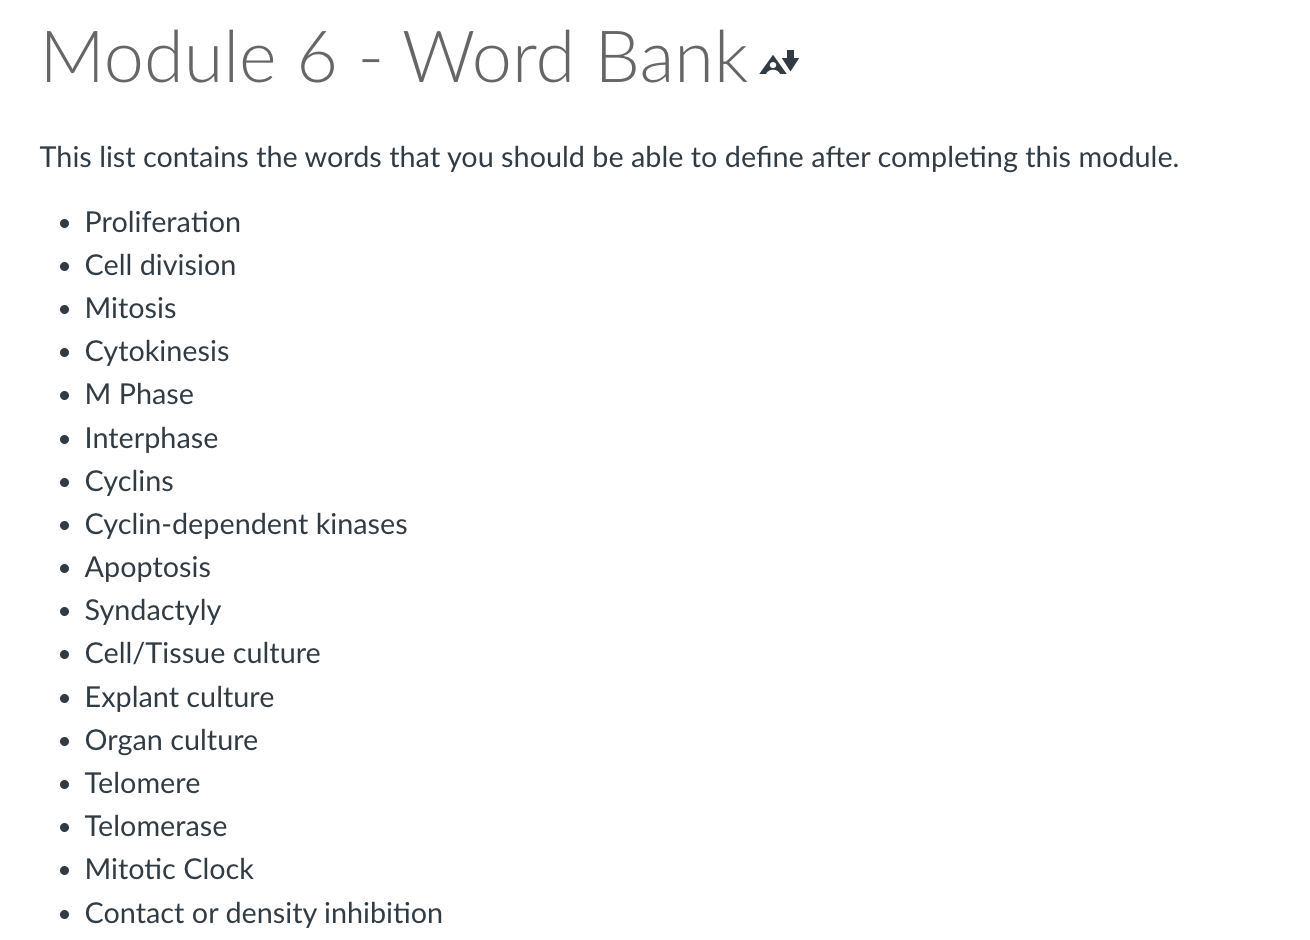 Module 6 - Word Bank
This list contains the words that you should be able to define after completing this module.
• Proliferation
• Cell division
• Mitosis
• Cytokinesis
• M Phase
• Interphase
• Cyclins
• Cyclin-dependent kinases
• Apoptosis
• Syndactyly
• Cell/Tissue culture
• Explant culture
• Organ culture
• Telomere
• Telomerase
• Mitotic Clock
• Contact or density inhibition